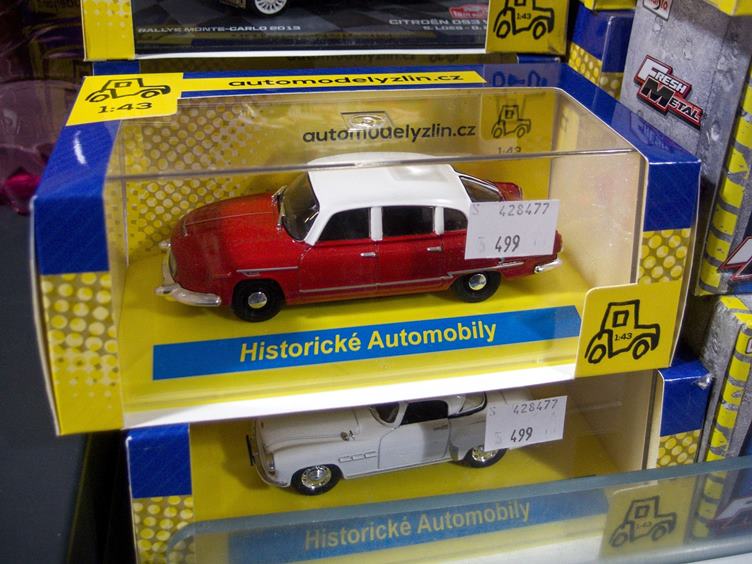 RALLYE MONTE-CARLO 2013
CITROËN DS3
1:43
FRESH
METAL
automodelyzlin.cz
1:43
automodelyzlin.cz
1:43
S 428477
499
Historické Automobily
1:43
S 428477
499
Historické Automobily
1:43